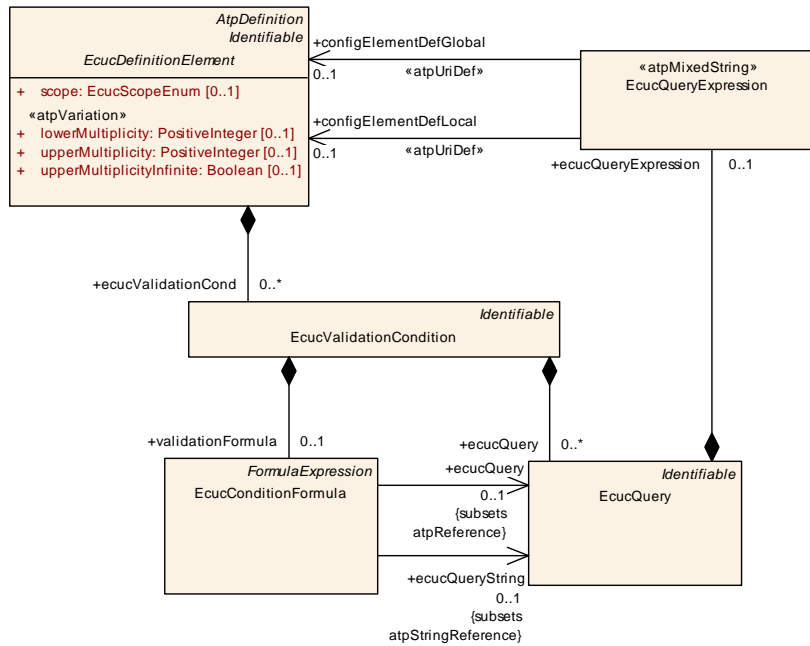 AtpDefinition
Identifiable
EcucDefinitionElement
+ scope: EcucScopeEnum [0..1]
«atpVariation»
+ lowerMultiplicity: PositiveInteger [0..1]
+ upperMultiplicity: PositiveInteger [0..1]
+ upperMultiplicityInfinite: Boolean [0..1]
+configElementDefGlobal
0..1
«atpUriDef»
+configElementDefLocal
0..1
«atpUriDef»
«atpMixedString»
EcucQueryExpression
+ecucQueryExpression
0..1
+ecucValidationCond
0..*
Identifiable
EcucValidationCondition
+validationFormula
0..1
+ecucQuery
0..*
FormulaExpression
EcucConditionFormula
+ecucQuery
0..1
{subsets
atpReference}
+ecucQueryString
0..1
{subsets
atpStringReference}
Identifiable
EcucQuery